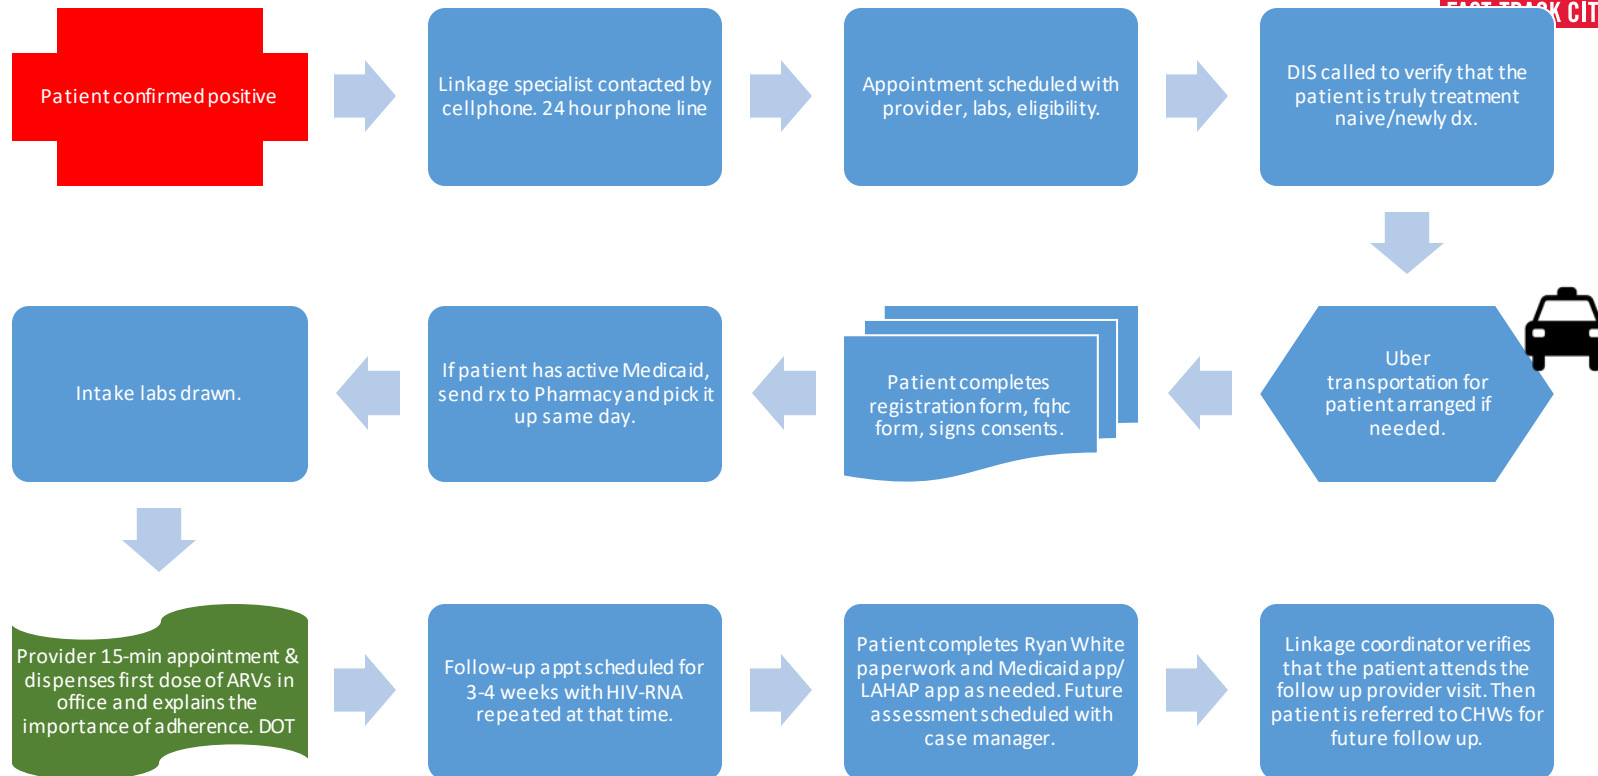 K CIT
Patient confirmed positive
Linkage specialist contacted by
cellphone. 24 hour phone line
Appointment scheduled with
provider, labs, eligibility.
DIS called to verify that the
patient is truly treatment
naive/newly dx.
Uber
transportation for
patient arranged if
needed.
Patient completes
registration form, fqhc
form, signs consents.
If patient has active Medicaid,
send rx to Pharmacy and pick it
up same day.
Intake labs drawn.
Provider 15-min appointment &
dispenses first dose of ARVs in
office and explains the
importance of adherence. DOT
Follow-up appt scheduled for
3-4 weeks with HIV-RNA
repeated at that time.
Patient completes Ryan White
paperwork and Medicaid app/
LAHAP app as needed. Future
assessment scheduled with
case manager.
Linkage coordinator verifies
that the patient attends the
follow up provider visit. Then
patient is referred to CHWs for
future follow up.